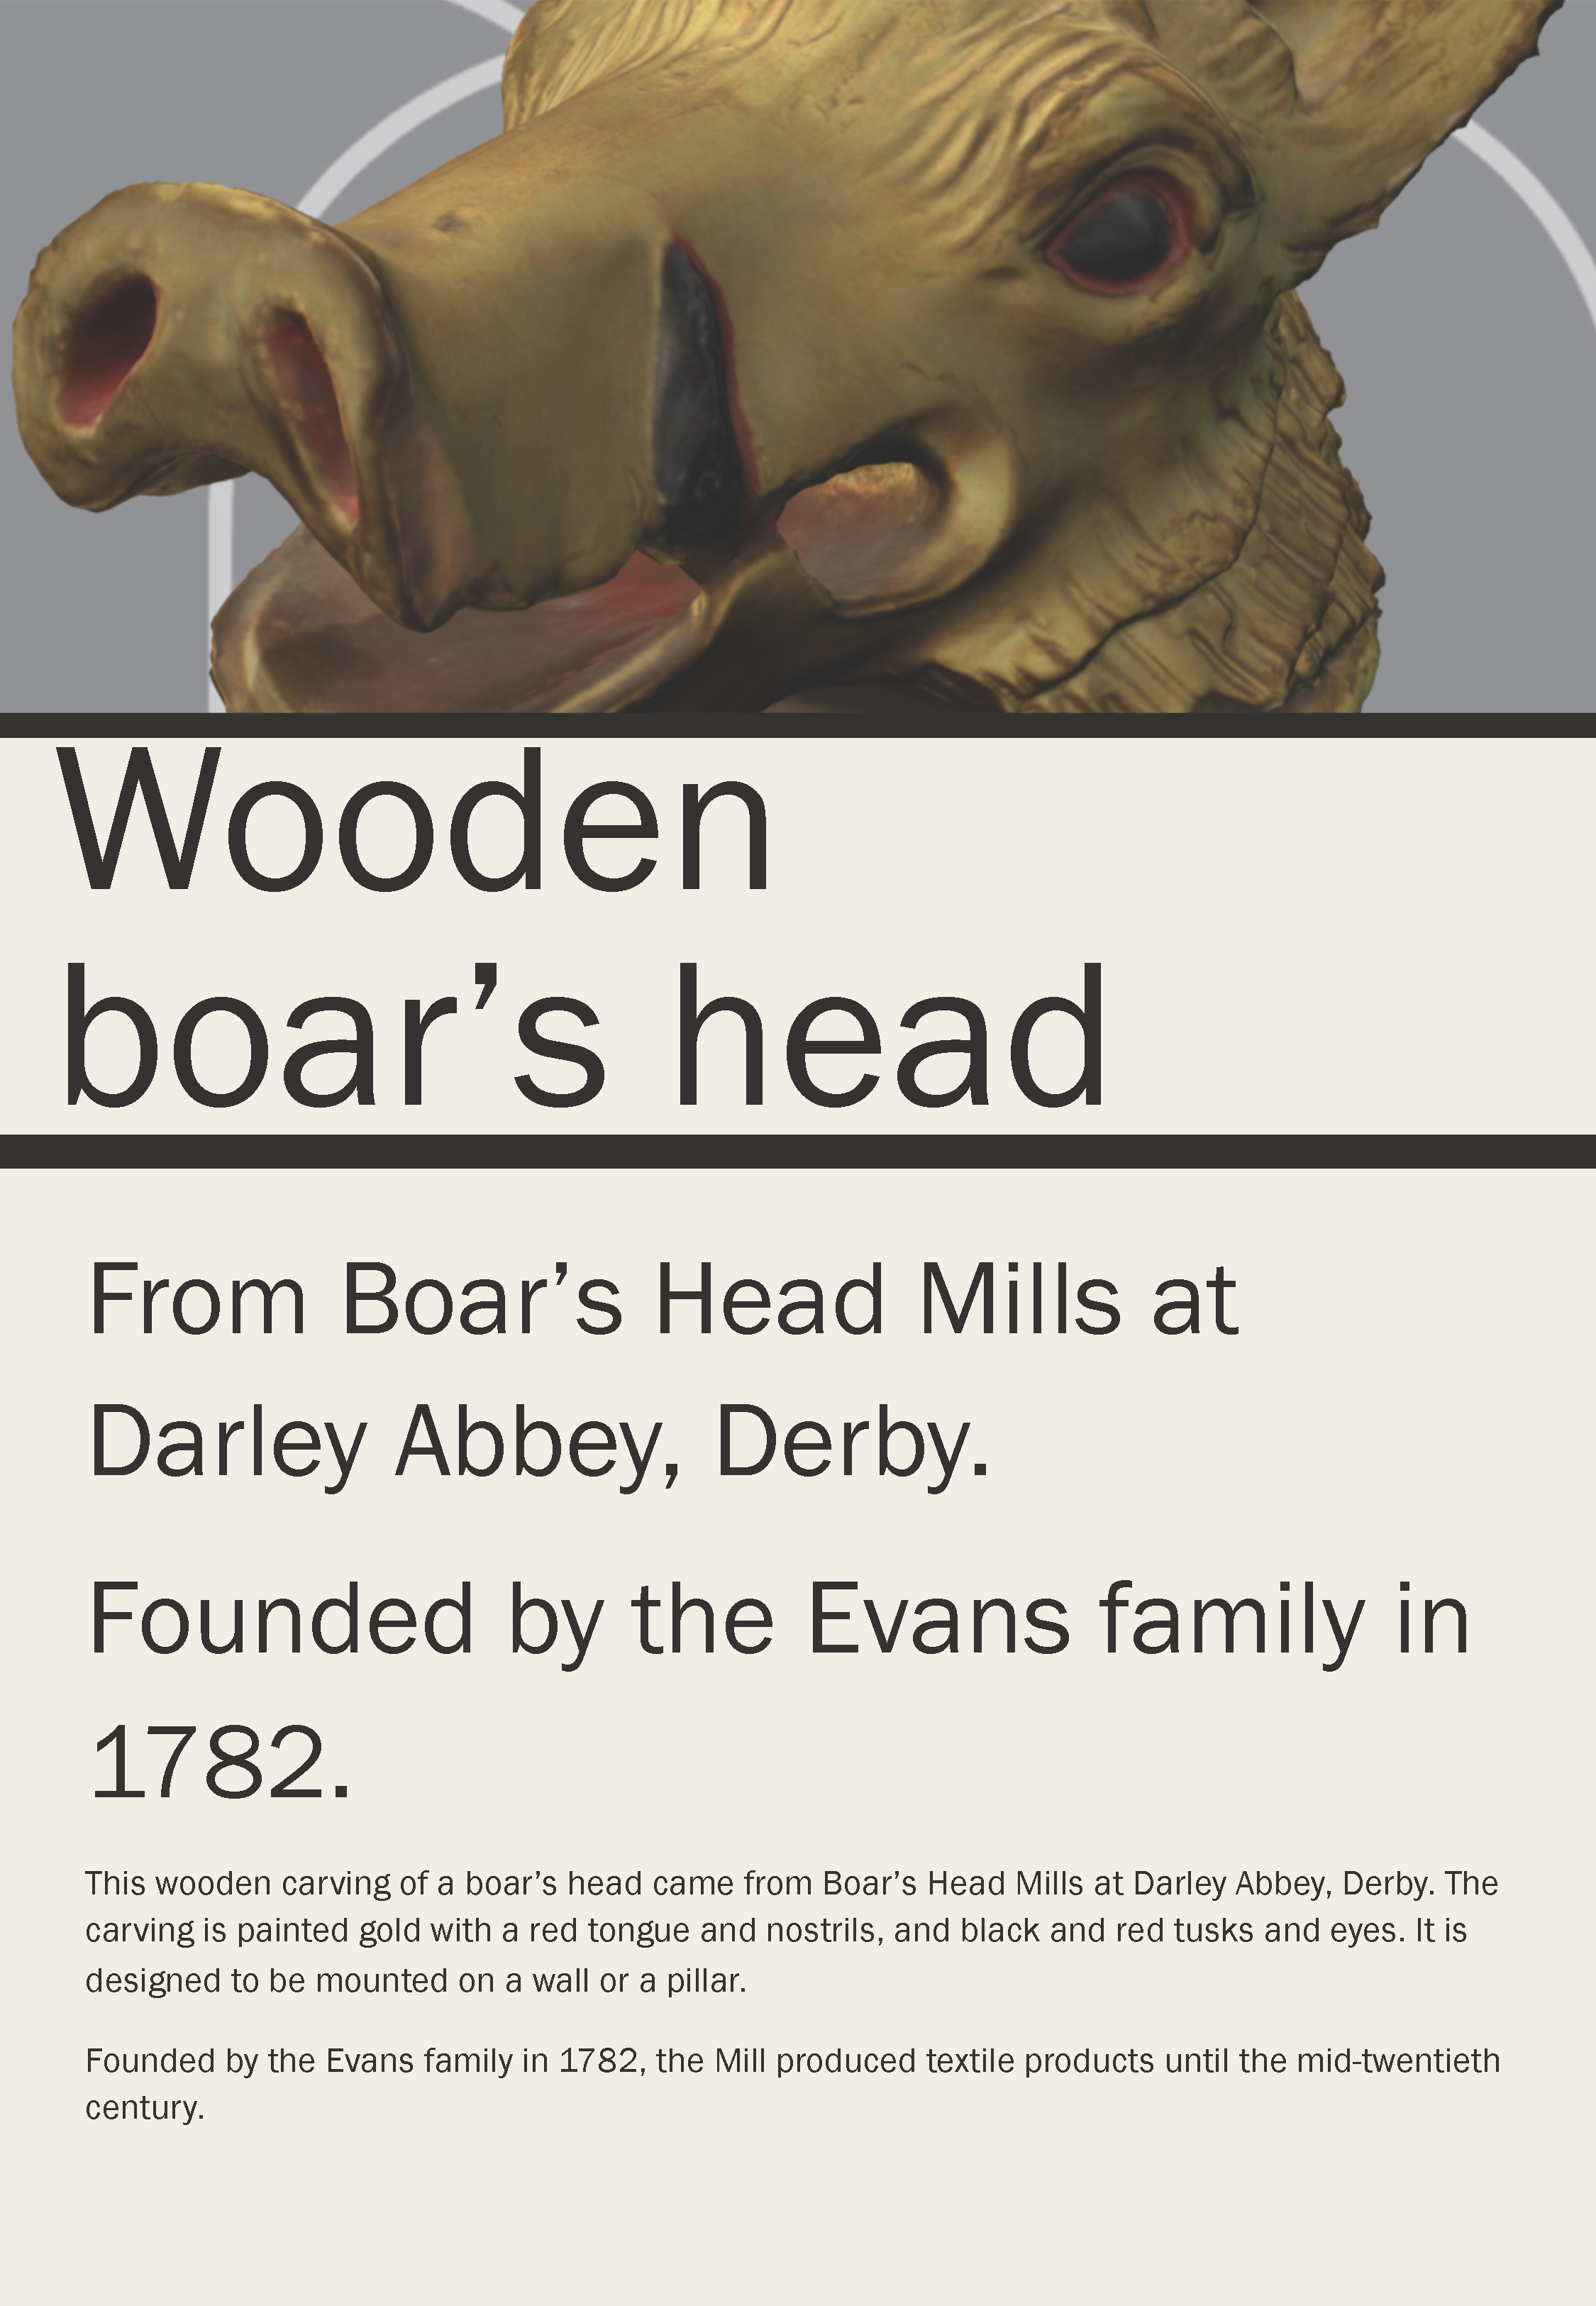 Wooden
boar’s head
From Boar’s Head Mills at
Darley Abbey, Derby.
Founded by the Evans family in
1782.
This wooden carving of a boar’s head came from Boar’s Head Mills at Darley Abbey, Derby. The
carving is painted gold with a red tongue and nostrils, and black and red tusks and eyes. It is
designed to be mounted on a wall or a pillar.
Founded by the Evans family in 1782, the Mill produced textile products until the mid-twentieth
century.